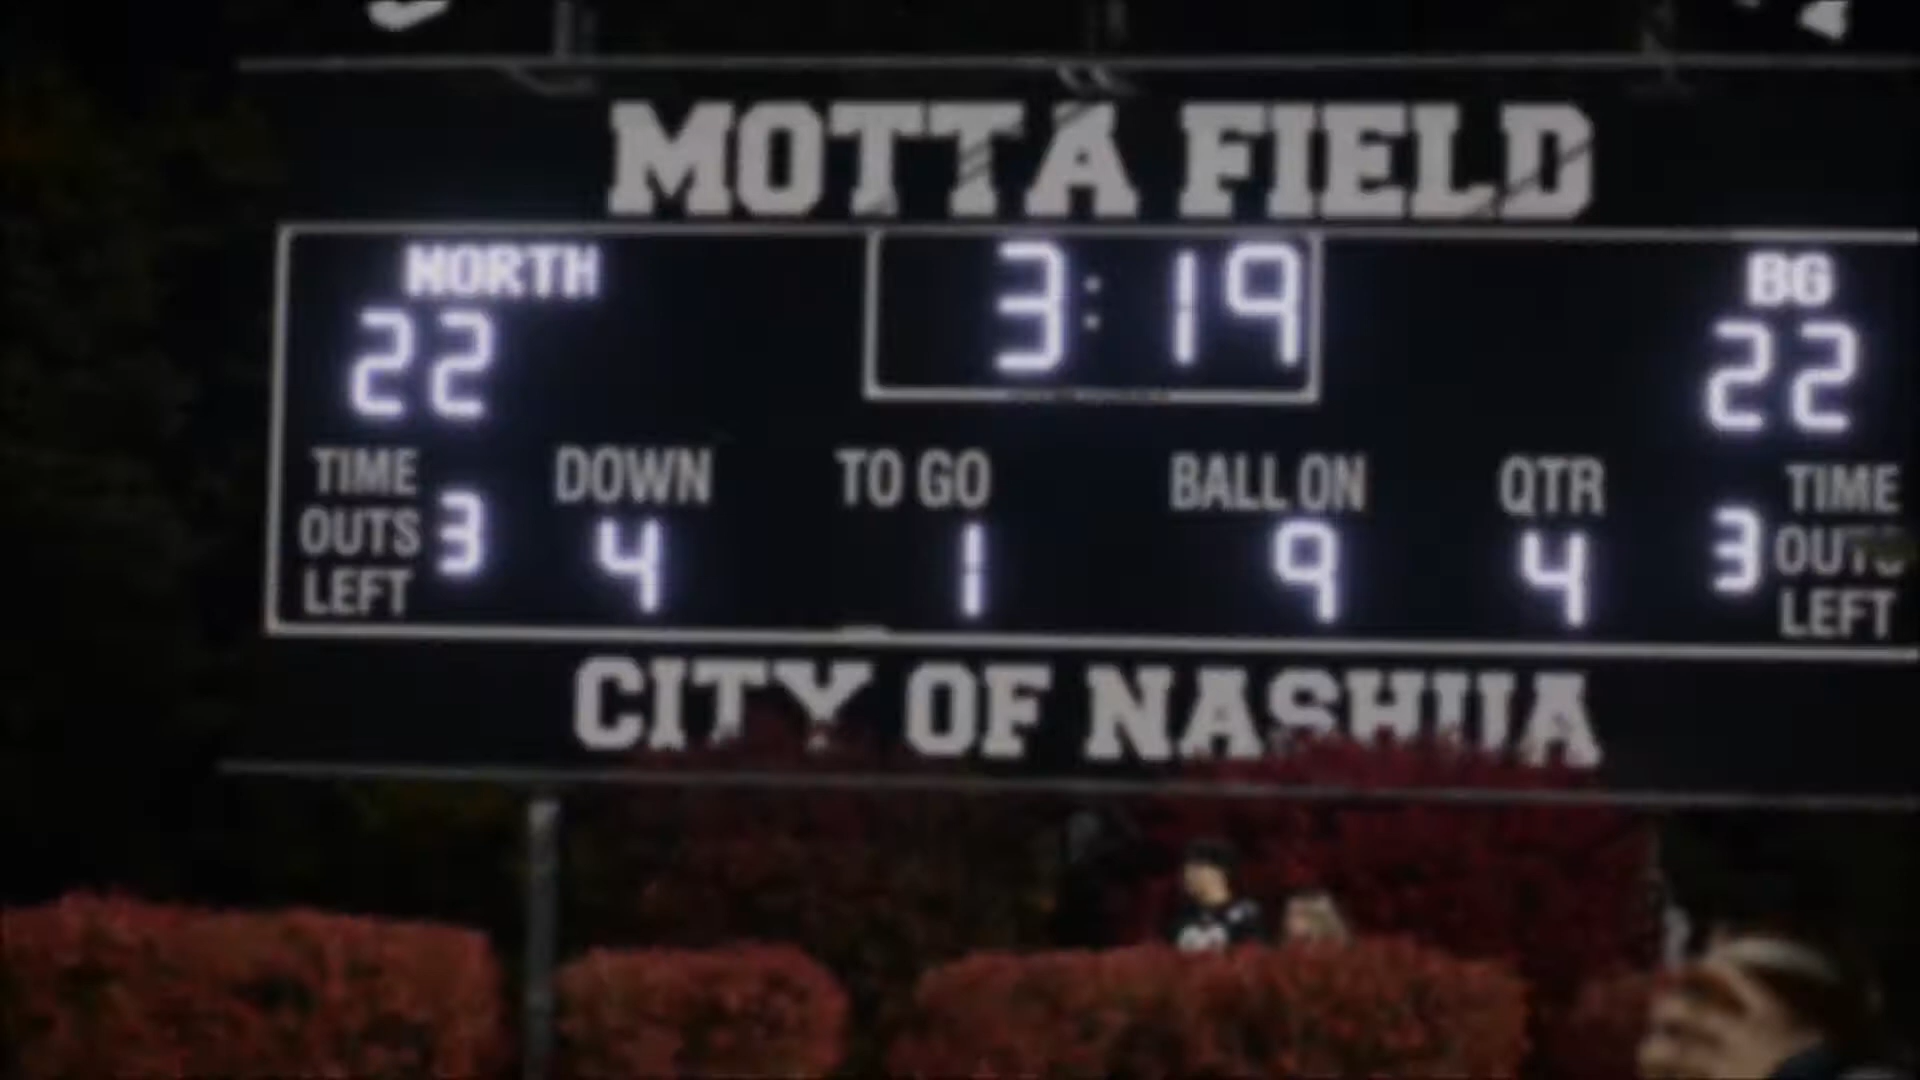 MOTTA FIELD
NORTH 3:19 BG
22 22
TIME OUTS LEFT 3
DOWN 4
TO GO 1
BALL ON 9
QTR 4
3 TIME OUTS LEFT
CITY OF NASHUA